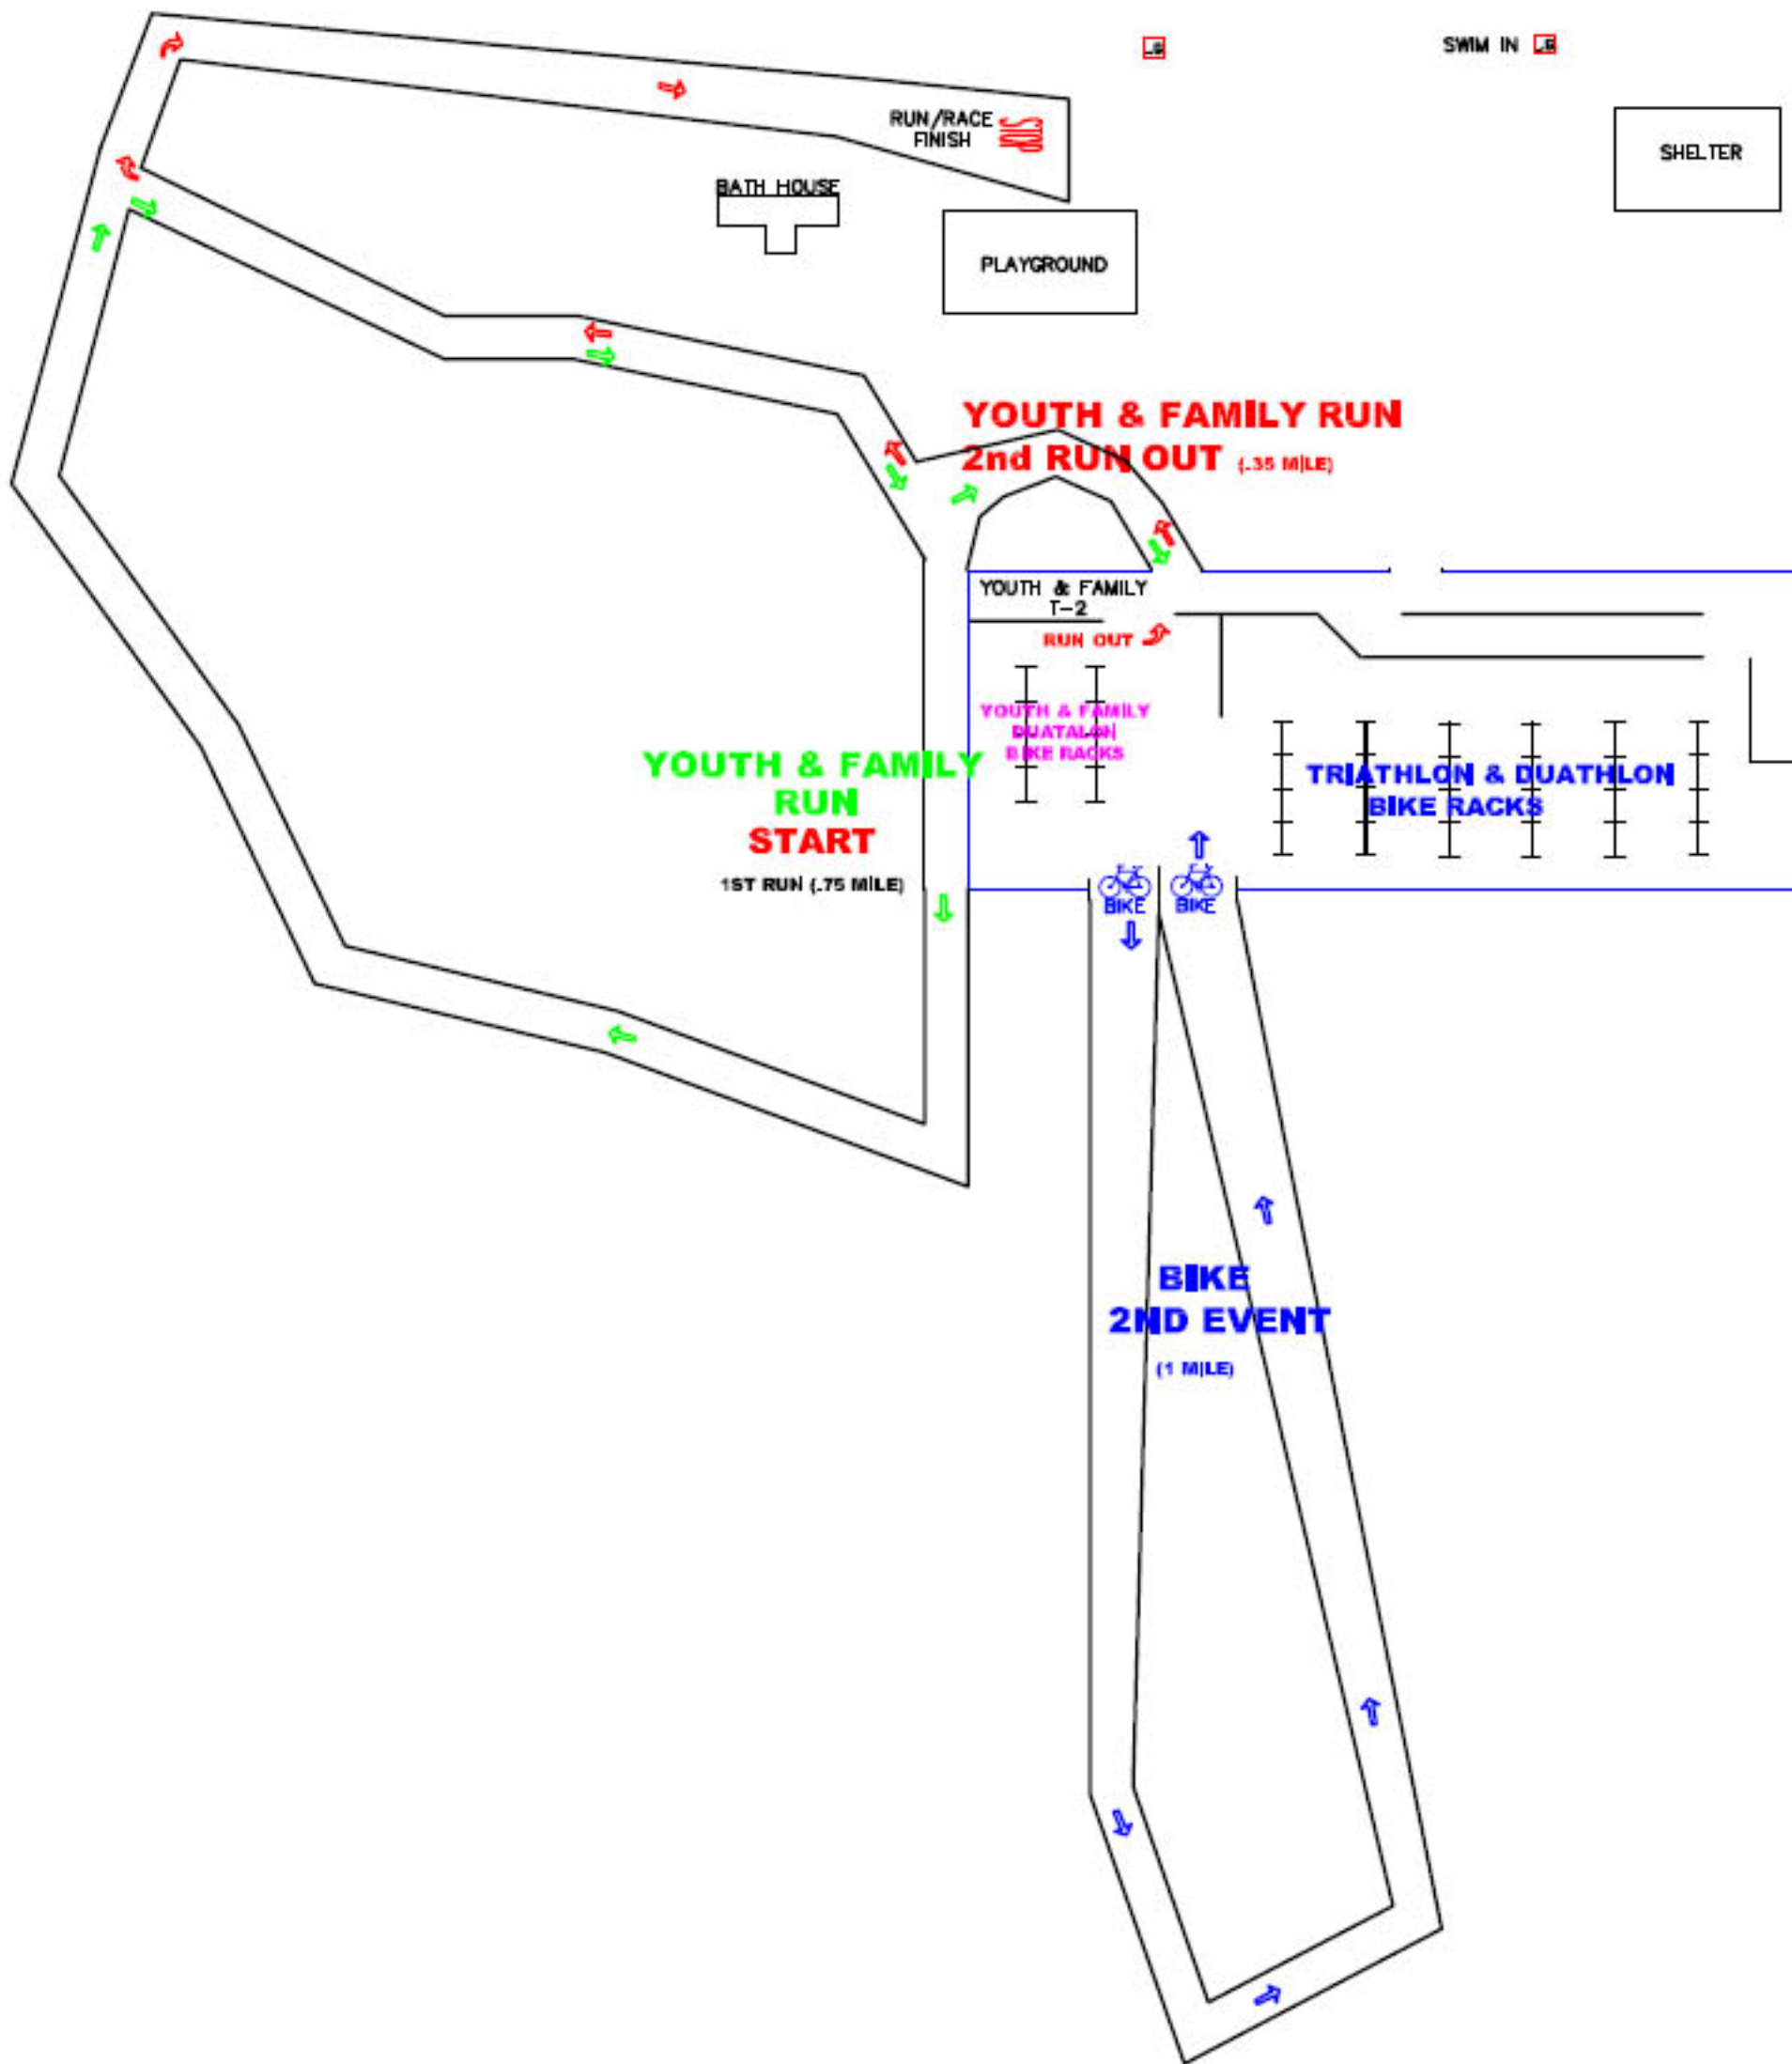 SWIM IN
RUN/RACE
FINISH
SHELTER
BATH HOUSE
PLAYGROUND
YOUTH & FAMILY RUN
2nd RUN OUT (.35 MILE)
YOUTH & FAMILY
T-2
RUN OUT
YOUTH & FAMILY
DUATALON
BIKE RACKS
YOUTH & FAMILY
RUN
START
1ST RUN (.75 MILE)
TRIATHLON & DUATHLON
BIKE RACKS
BIKE
BIKE
BIKE
2ND EVENT
(1 MILE)